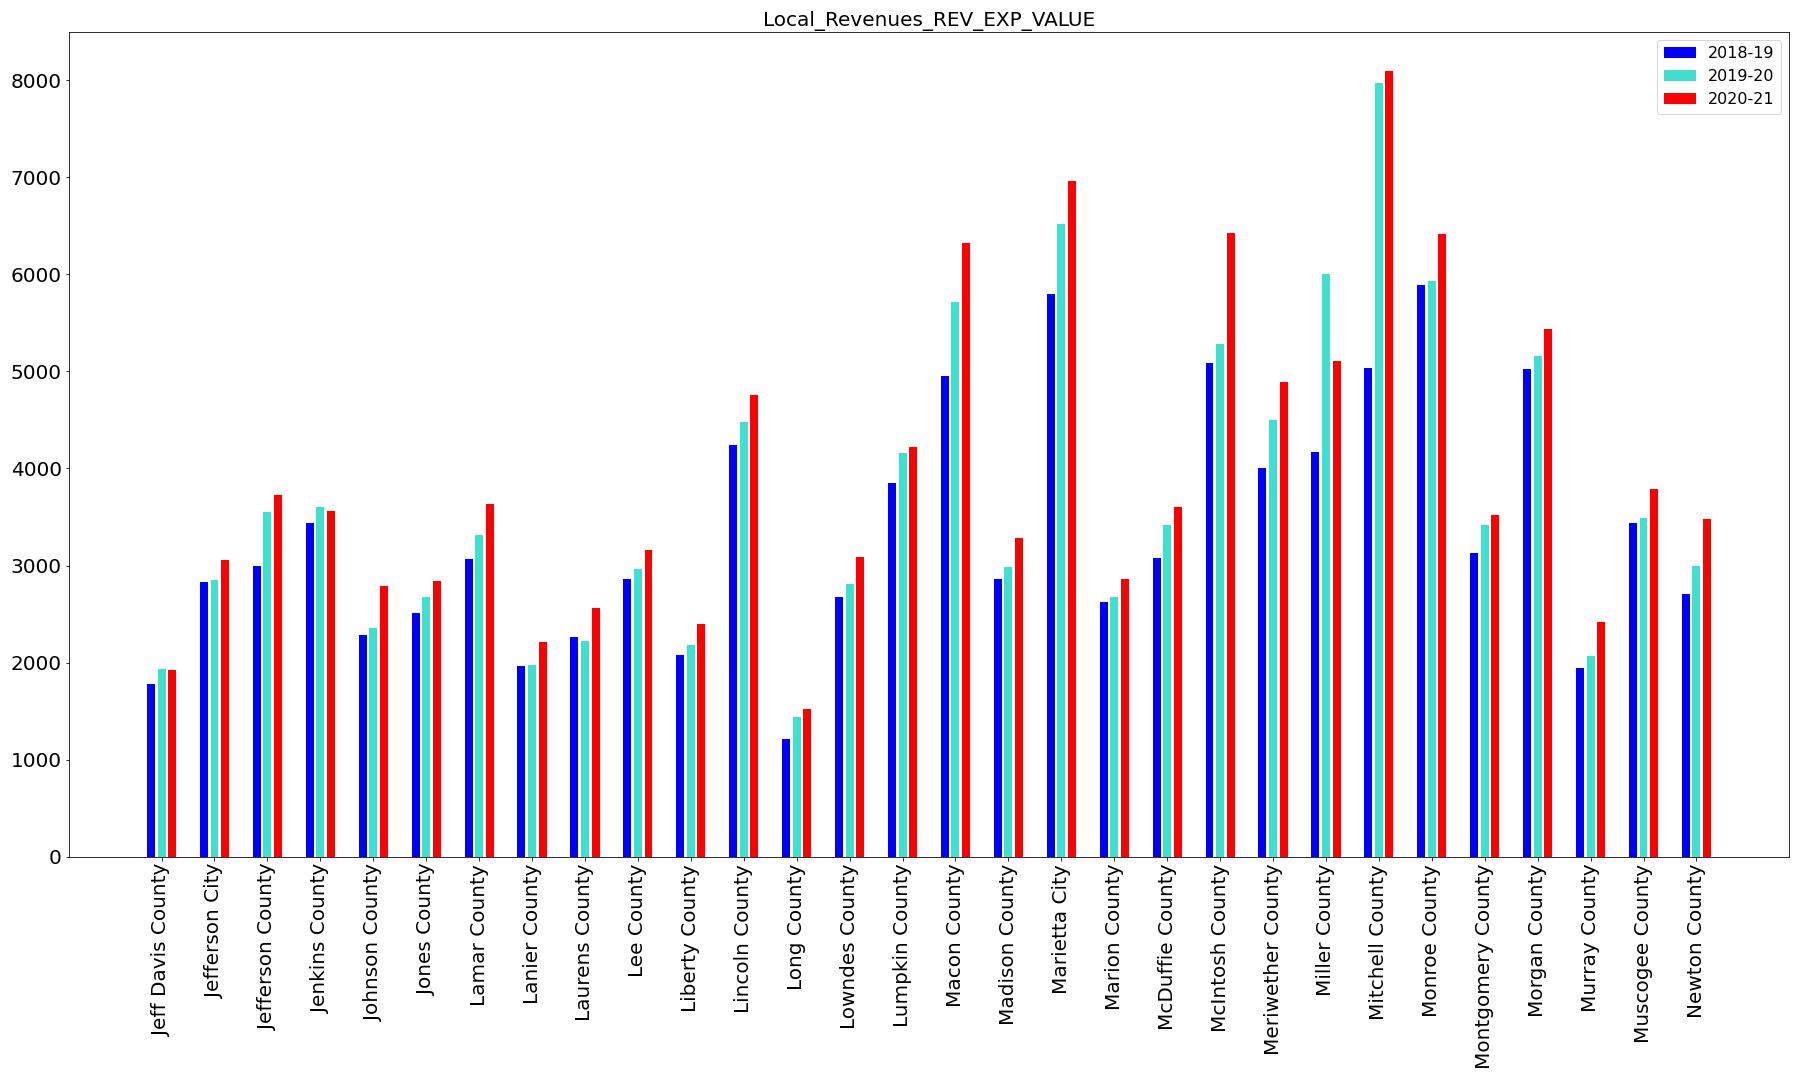 Local_Revenues_REV_EXP_VALUE
2018-19
2019-20
2020-21
8000
7000
6000
5000
4000
3000
2000
1000
0
Jeff Davis County
Jefferson City
Jefferson County
Jenkins County
Johnson County
Jones County
Lamar County
Lanier County
Laurens County
Lee County
Liberty County
Lincoln County
Long County
Lowndes County
Lumpkin County
Macon County
Madison County
Marietta City
Marion County
McDuffie County
McIntosh County
Meriwether County
Miller County
Mitchell County
Monroe County
Montgomery County
Morgan County
Murray County
Muscogee County
Newton County